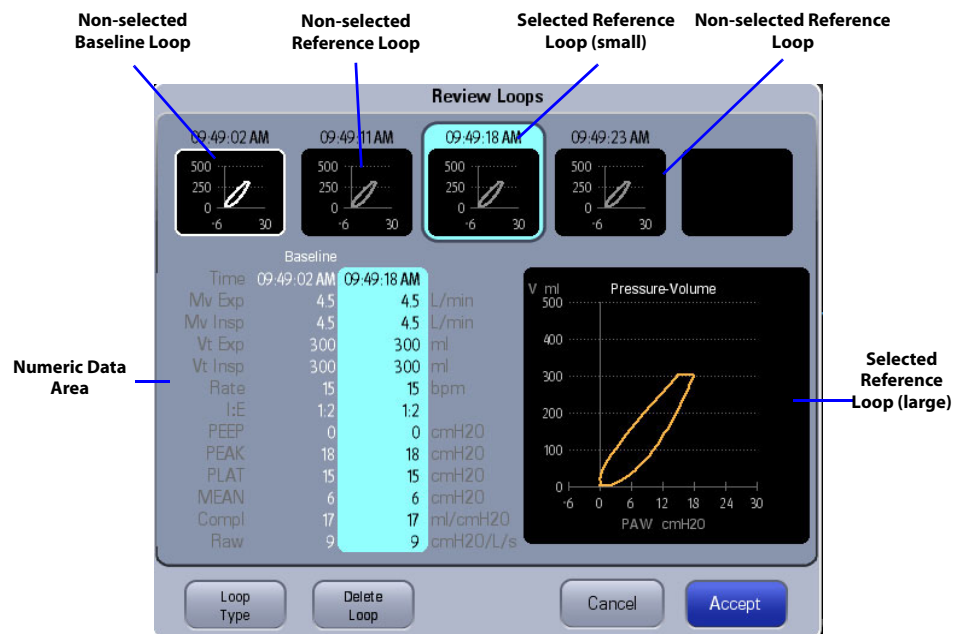 Non-selected
Baseline Loop
Non-selected
Reference Loop
Selected Reference
Loop (small)
Non-selected Reference
Loop
Review Loops
09:49:02 AM
09:49:11 AM
09:49:18 AM
09:49:23 AM
500
250
0
-6 30
500
250
0
-6 30
500
250
0
-6 30
500
250
0
-6 30
Baseline
Time 09:49:02 AM 09:49:18 AM
Mv Exp 4.5 4.5 L/min
Mv Insp 4.5 4.5 L/min
Vt Exp 300 300 ml
Vt Insp 300 300 ml
Rate 15 15 bpm
I:E 1:2 1:2
PEEP 0 0 cmH2O
PEAK 18 18 cmH2O
PLAT 15 15 cmH2O
MEAN 6 6 cmH2O
Compl 17 17 ml/cmH2O
Raw 9 9 cmH2O/L/s
V ml
Pressure-Volume
500
400
300
200
100
0
-6 0 6 12 18 24 30
PAW cmH2O
Numeric Data
Area
Selected
Reference
Loop (large)
Loop
Type
Delete
Loop
Cancel
Accept